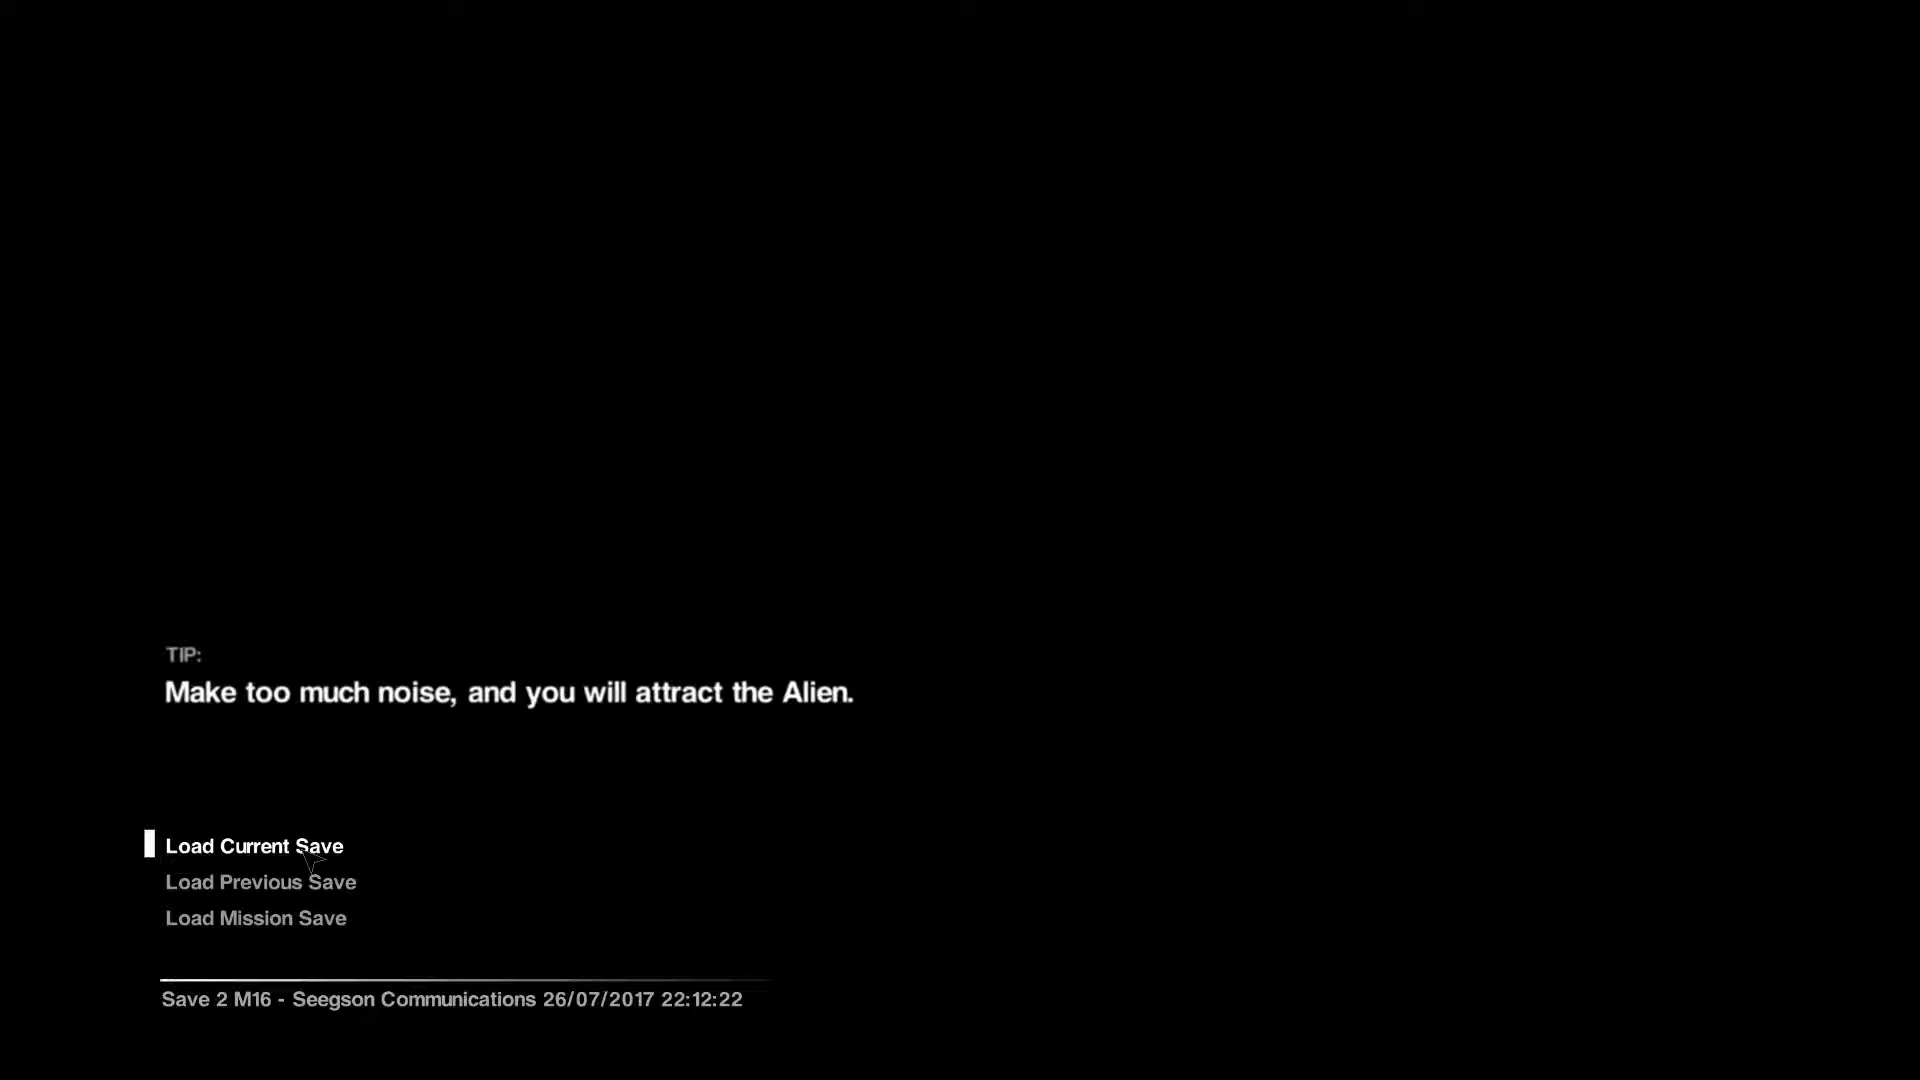 TIP:
Make too much noise, and you will attract the Alien.
Load Current Save
Load Previous Save
Load Mission Save
Save 2 M16 - Seegson Communications 26/07/2017 22:12:22